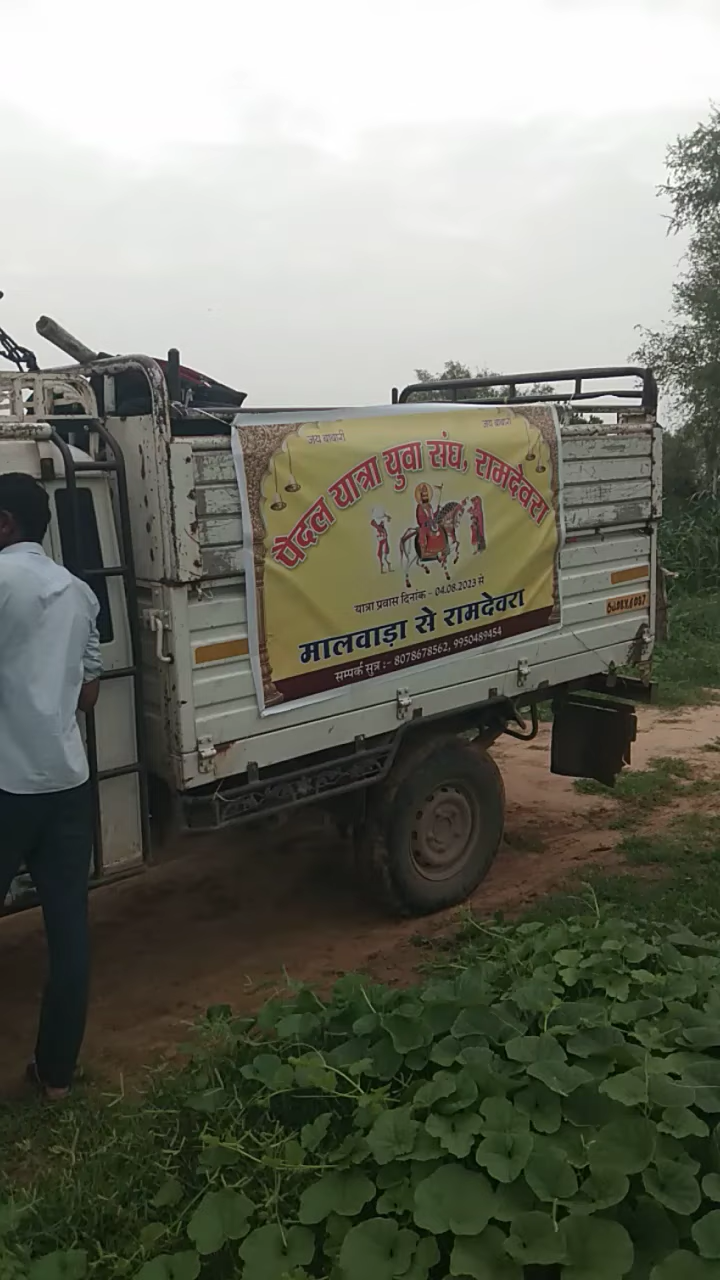 जय बाबारी जय बाबारी
पैदल यात्रा युवा संघ, रामदेवरा
यात्रा प्रवास दिनांक - 04.08.2023 से
मालवाड़ा से रामदेवरा
सम्पर्क सुत्र :- 8078678562, 9950489454